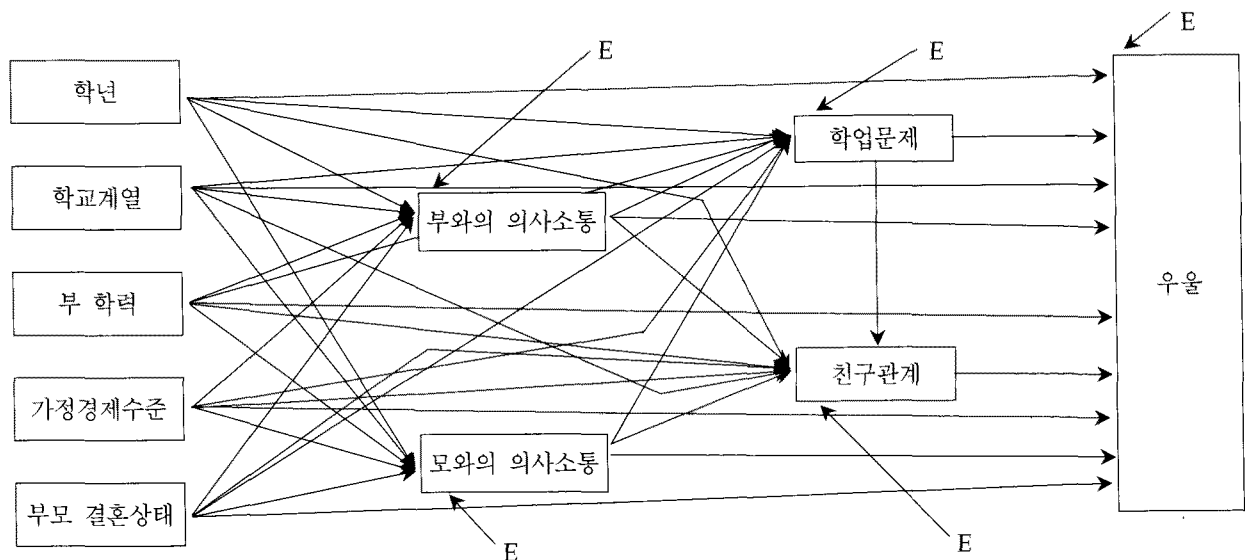 E
E
E
학년
학업문제
학교계열
부와의 의사소통
부 학력
우울
친구관계
가정경제수준
모와의 의사소통
부모 결혼상태
E
E